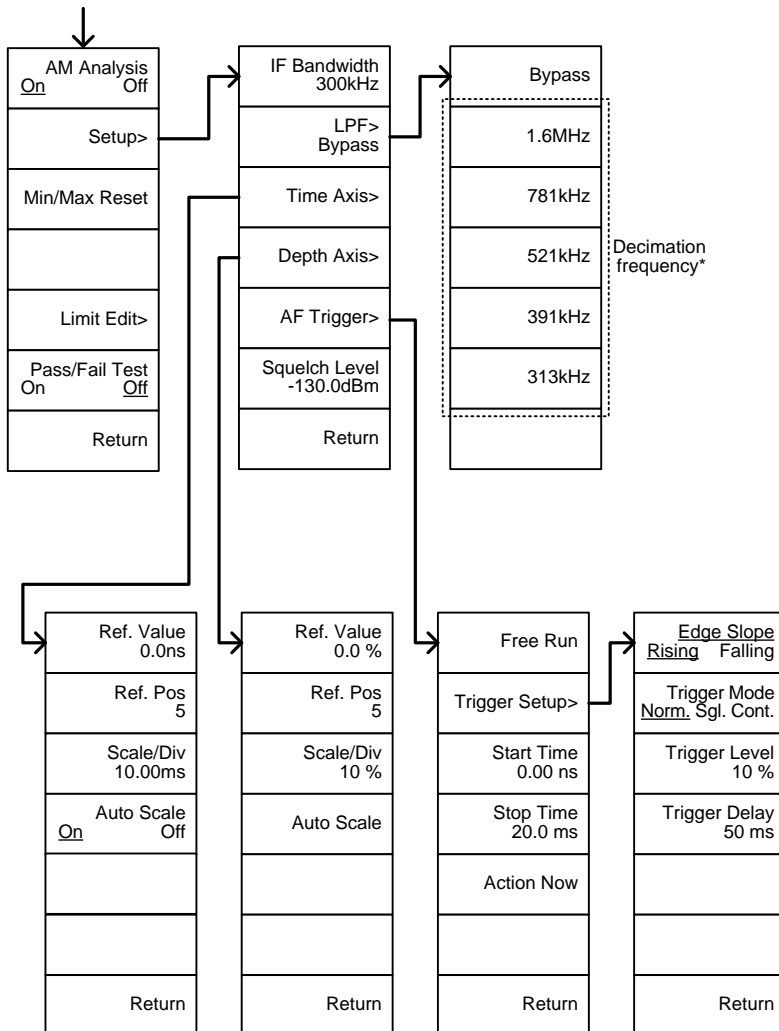 AM Analysis
On Off
Setup>
Min/Max Reset
Limit Edit>
Pass/Fail Test
On Off
Return
IF Bandwidth
300kHz
LPF>
Bypass
Time Axis>
Depth Axis>
AF Trigger>
Squelch Level
-130.0dBm
Return
Bypass
1.6MHz
781kHz
521kHz
391kHz
313kHz
Decimation
frequency*
Ref. Value
0.0ns
Ref. Pos
5
Scale/Div
10.00ms
Auto Scale
On Off
Return
Ref. Value
0.0 %
Ref. Pos
5
Scale/Div
10 %
Auto Scale
Return
Free Run
Trigger Setup>
Start Time
0.00 ns
Stop Time
20.0 ms
Action Now
Return
Edge Slope
Rising Falling
Trigger Mode
Norm. Sgl. Cont.
Trigger Level
10 %
Trigger Delay
50 ms
Return